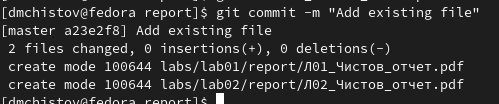 [dmchistov@fedora report]$ git commit -m "Add existing file"
[master a23e2f8] Add existing file
 2 files changed, 0 insertions(+), 0 deletions(-)
 create mode 100644 labs/lab01/report/Л01_Чистов_отчет.pdf
 create mode 100644 labs/lab02/report/Л02_Чистов_отчет.pdf
[dmchistov@fedora report]$